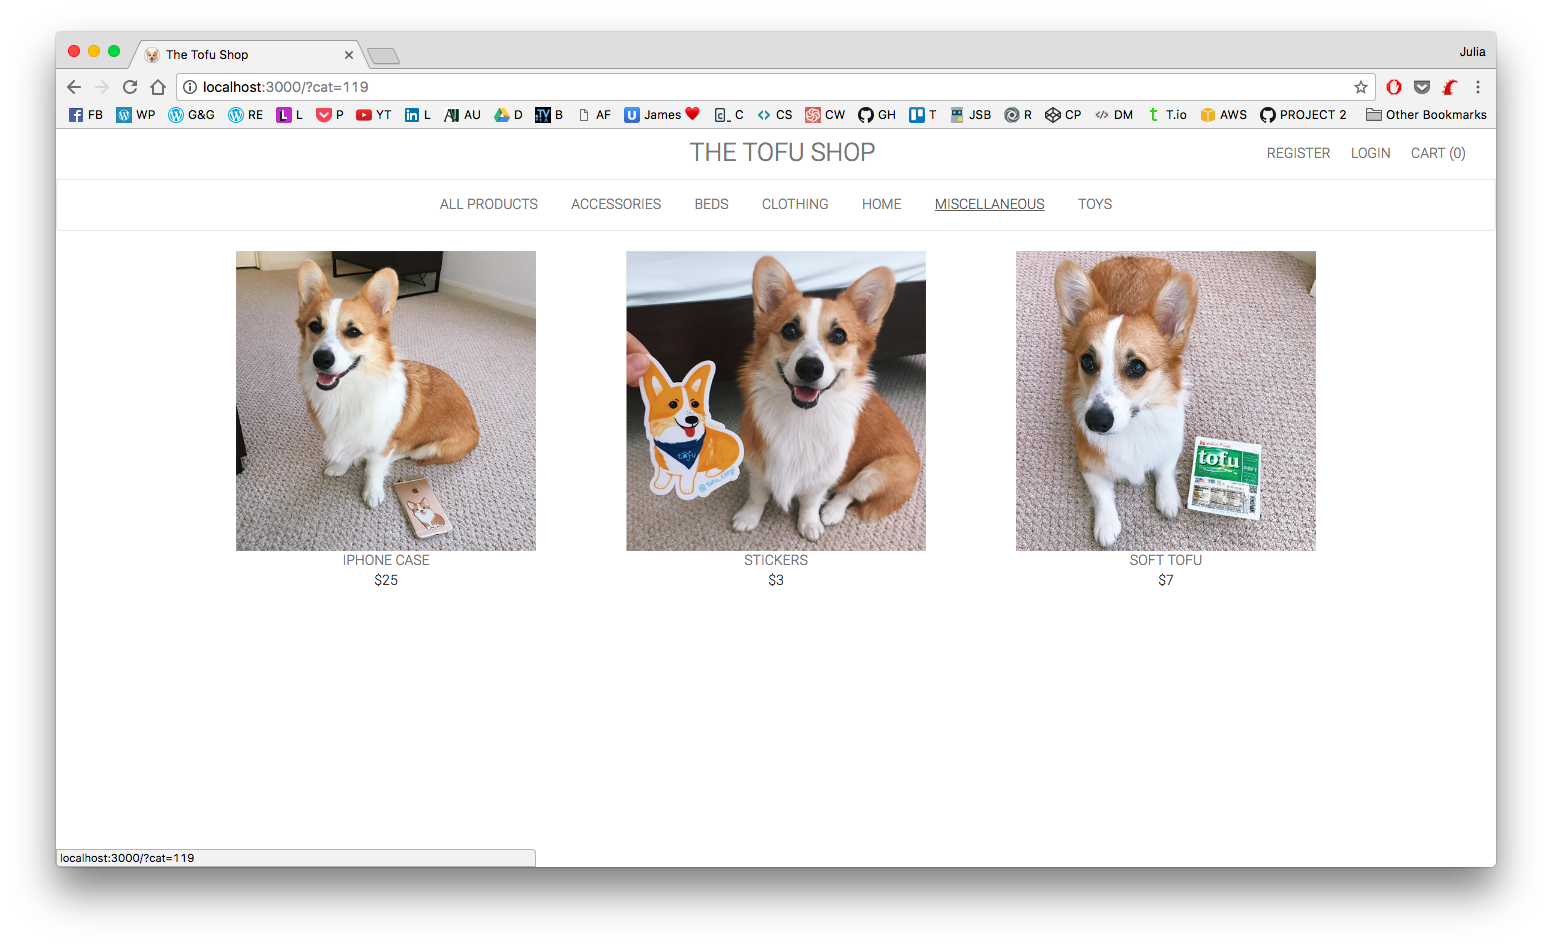 The Tofu Shop
Julia
localhost:3000/?cat=119
FB WP G&G RE L P YT L AU D B AF James CS CW GH T JSB R CP DM T.io AWS PROJECT 2 Other Bookmarks
THE TOFU SHOP
REGISTER LOGIN CART (0)
ALL PRODUCTS ACCESSORIES BEDS CLOTHING HOME MISCELLANEOUS TOYS
tofu
tofu
IPHONE CASE
$25
STICKERS
$3
SOFT TOFU
$7
localhost:3000/?cat=119